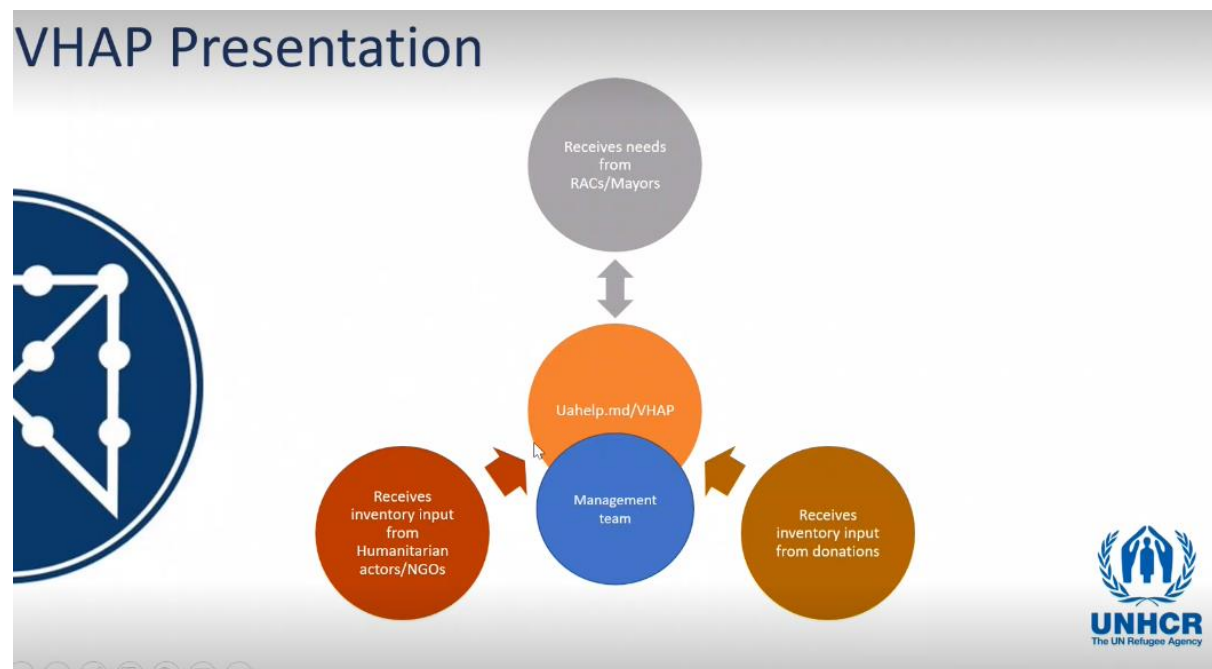 VHAP Presentation
Receives needs
from
RACs/Mayors
Uahelp.md/VHAP
Management
team
Receives
inventory input
from
Humanitarian
actors/NGOs
Receives
inventory input
from donations
UNHCR
The UN Refugee Agency